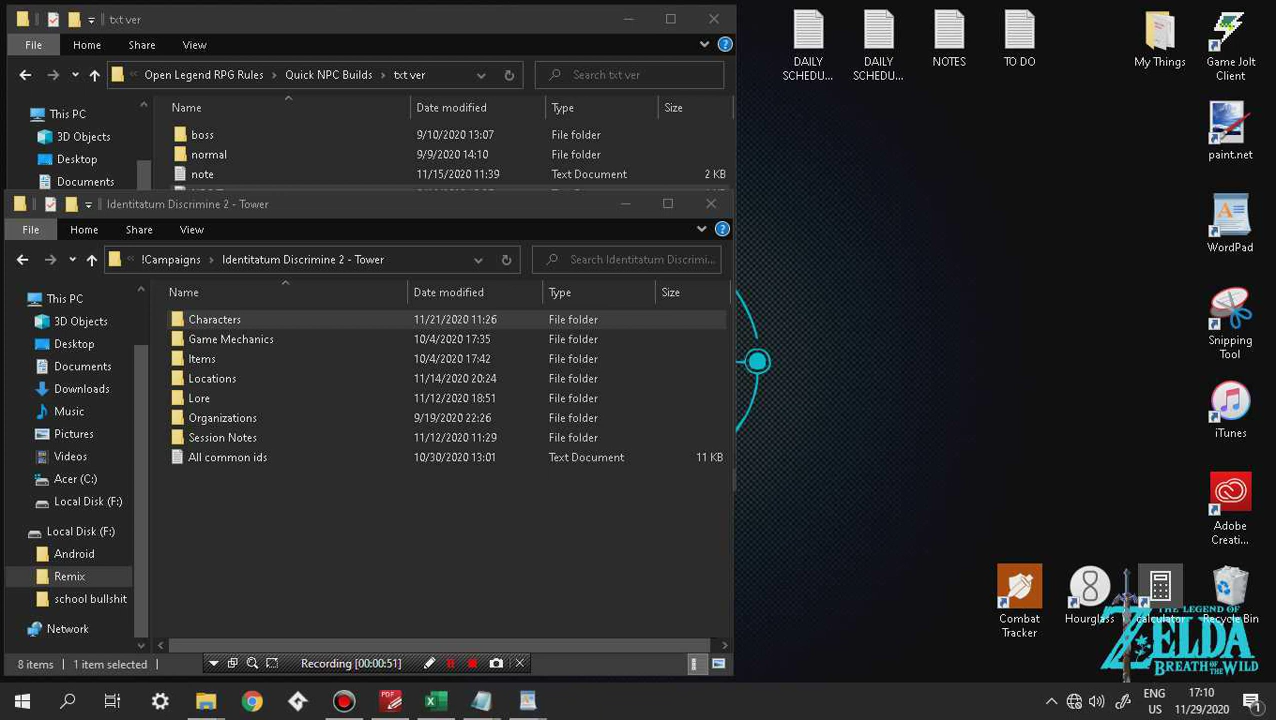 txt ver
File Home Share View
Open Legend RPG Rules > Quick NPC Builds > txt ver
Search txt ver
Name Date modified Type Size
This PC
3D Objects
Desktop
Documents
boss 9/10/2020 13:07 File folder
normal 9/9/2020 14:10 File folder
note 11/15/2020 11:39 Text Document 2 KB
Identitatum Discrimine 2 - Tower
File Home Share View
!Campaigns > Identitatum Discrimine 2 - Tower
Search Identitatum Discrimi...
Name Date modified Type Size
This PC
3D Objects
Desktop
Documents
Downloads
Music
Pictures
Videos
Acer (C:)
Local Disk (F:)
Local Disk (F:)
Android
Remix
school bullshit
Network
Characters 11/21/2020 11:26 File folder
Game Mechanics 10/4/2020 17:35 File folder
Items 10/4/2020 17:42 File folder
Locations 11/14/2020 20:24 File folder
Lore 11/12/2020 18:51 File folder
Organizations 9/19/2020 22:26 File folder
Session Notes 11/12/2020 11:29 File folder
All common ids 10/30/2020 13:01 Text Document 11 KB
8 items 1 item selected
Recording [00:00:51]
DAILY
SCHEDU...
DAILY
SCHEDU...
NOTES
TO DO
My Things
Game Jolt
Client
paint.net
WordPad
Snipping
Tool
iTunes
Adobe
Creati...
Combat
Tracker
Hourglass
calculator
Recycle Bin
THE LEGEND OF
ZELDA
BREATH OF THE WILD
PDF
ENG
US
17:10
11/29/2020
1